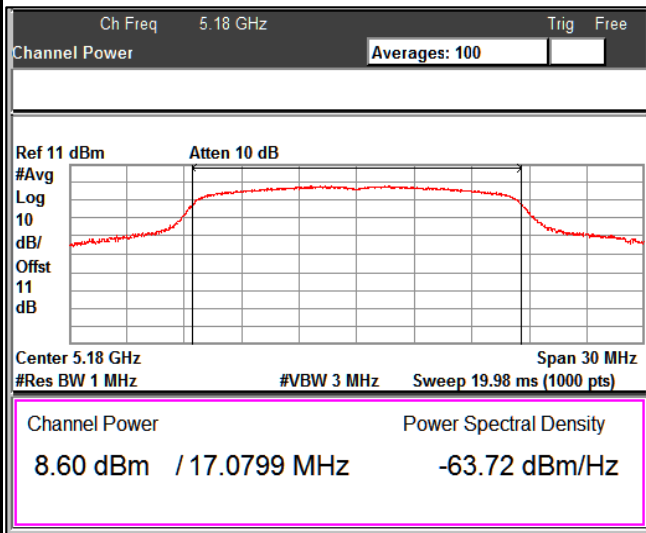 Ch Freq 5.18 GHz Trig Free
Channel Power Averages: 100
Ref 11 dBm Atten 10 dB
#Avg
Log
10
dB/
Offst
11
dB
Center 5.18 GHz Span 30 MHz
#Res BW 1 MHz #VBW 3 MHz Sweep 19.98 ms (1000 pts)
Channel Power Power Spectral Density
8.60 dBm / 17.0799 MHz -63.72 dBm/Hz